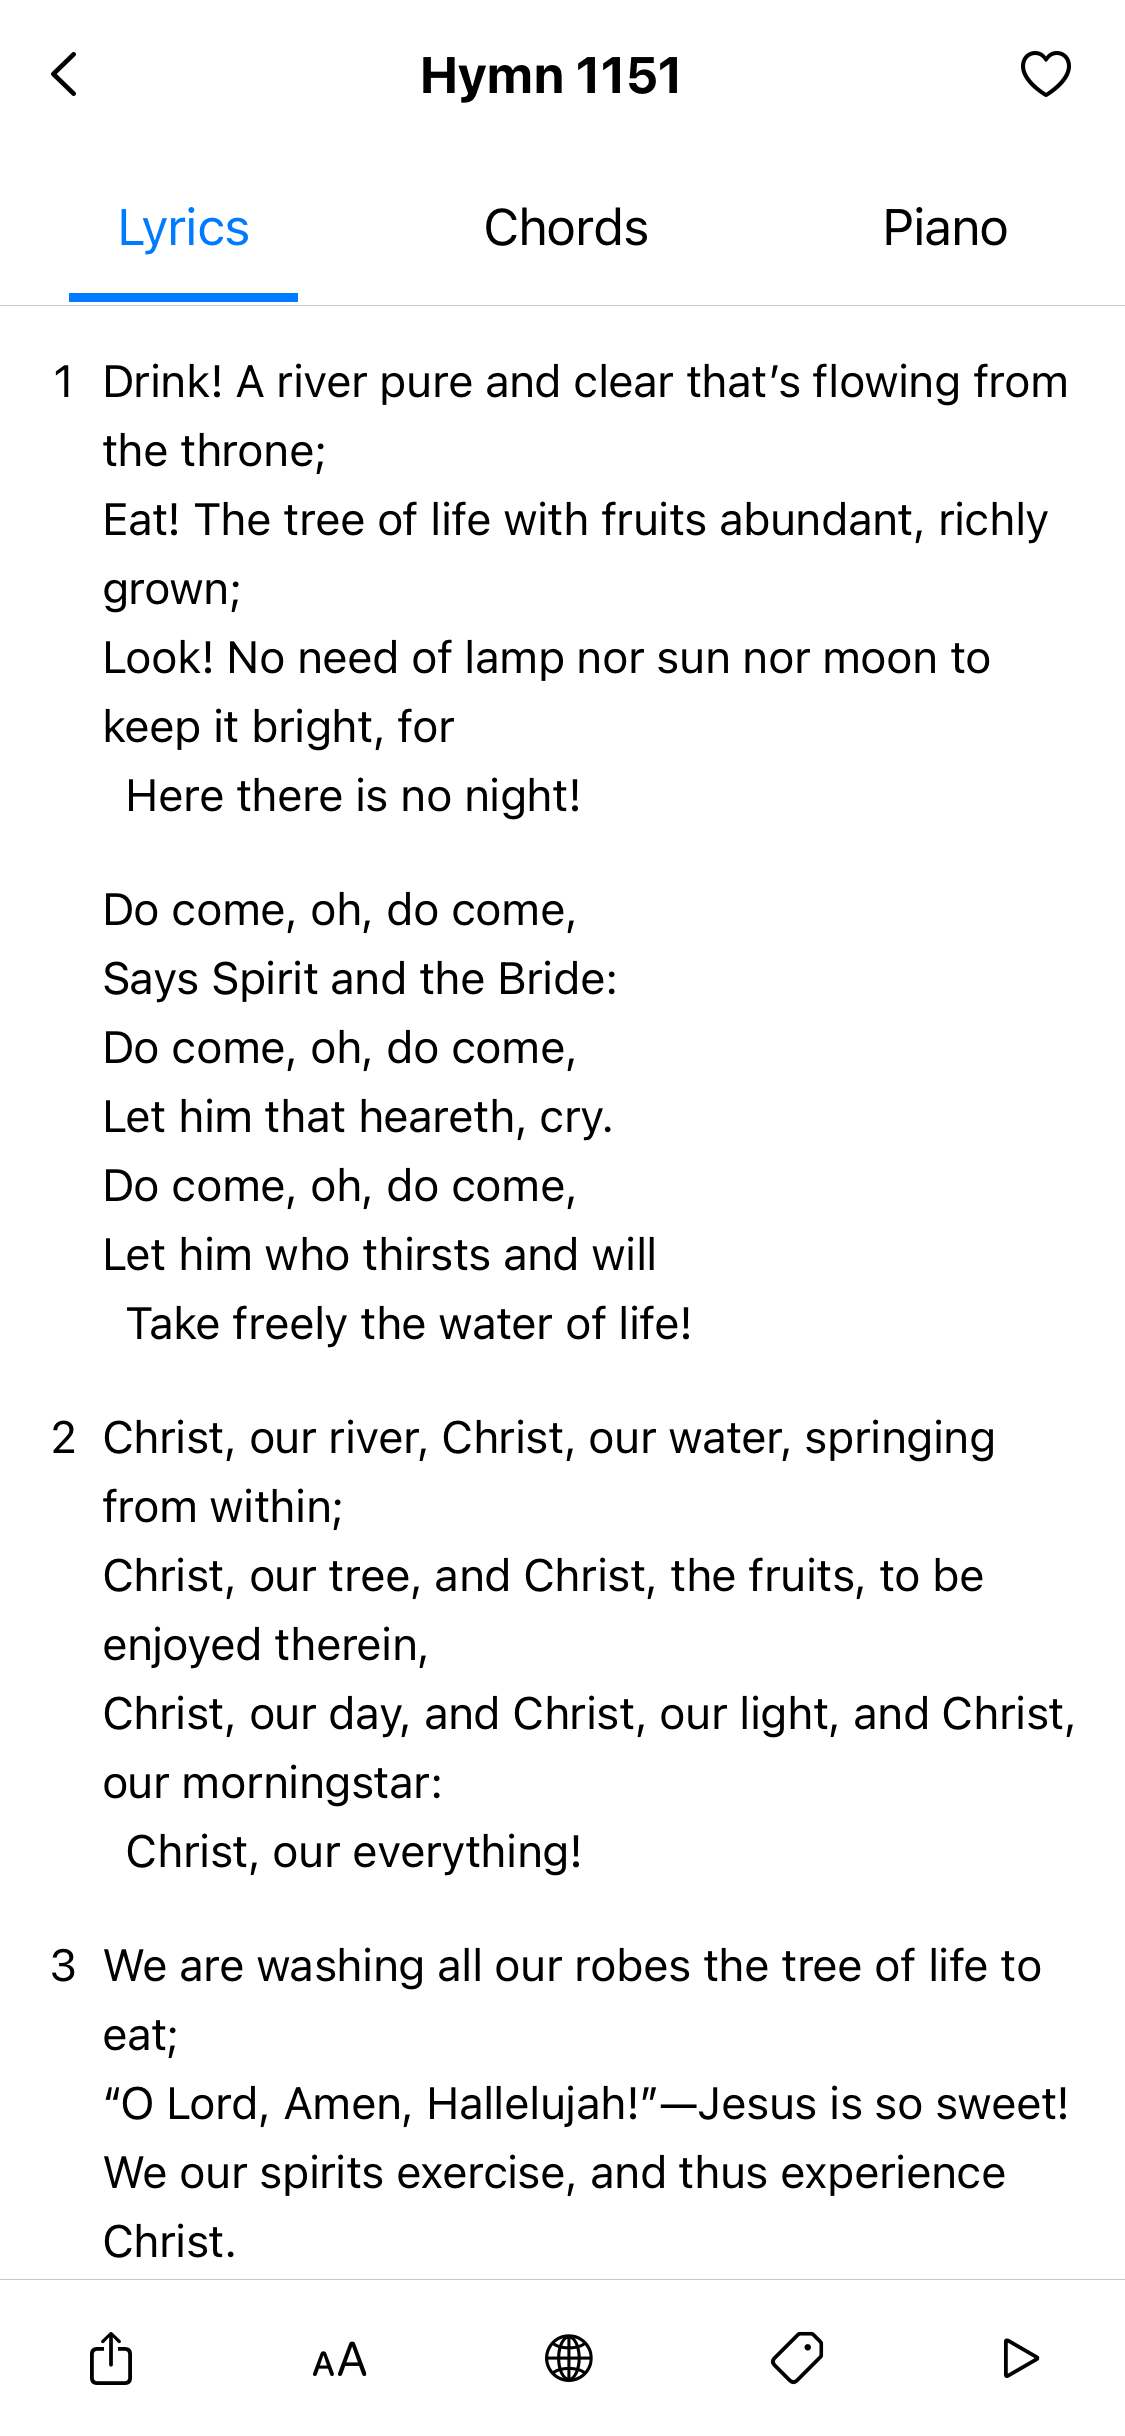 Hymn 1151
Lyrics
Chords
Piano
1 Drink! A river pure and clear that’s flowing from
the throne;
Eat! The tree of life with fruits abundant, richly
grown;
Look! No need of lamp nor sun nor moon to
keep it bright, for
Here there is no night!
Do come, oh, do come,
Says Spirit and the Bride:
Do come, oh, do come,
Let him that heareth, cry.
Do come, oh, do come,
Let him who thirsts and will
Take freely the water of life!
2 Christ, our river, Christ, our water, springing
from within;
Christ, our tree, and Christ, the fruits, to be
enjoyed therein,
Christ, our day, and Christ, our light, and Christ,
our morningstar:
Christ, our everything!
3 We are washing all our robes the tree of life to
eat;
“O Lord, Amen, Hallelujah!”—Jesus is so sweet!
We our spirits exercise, and thus experience
Christ.
AA